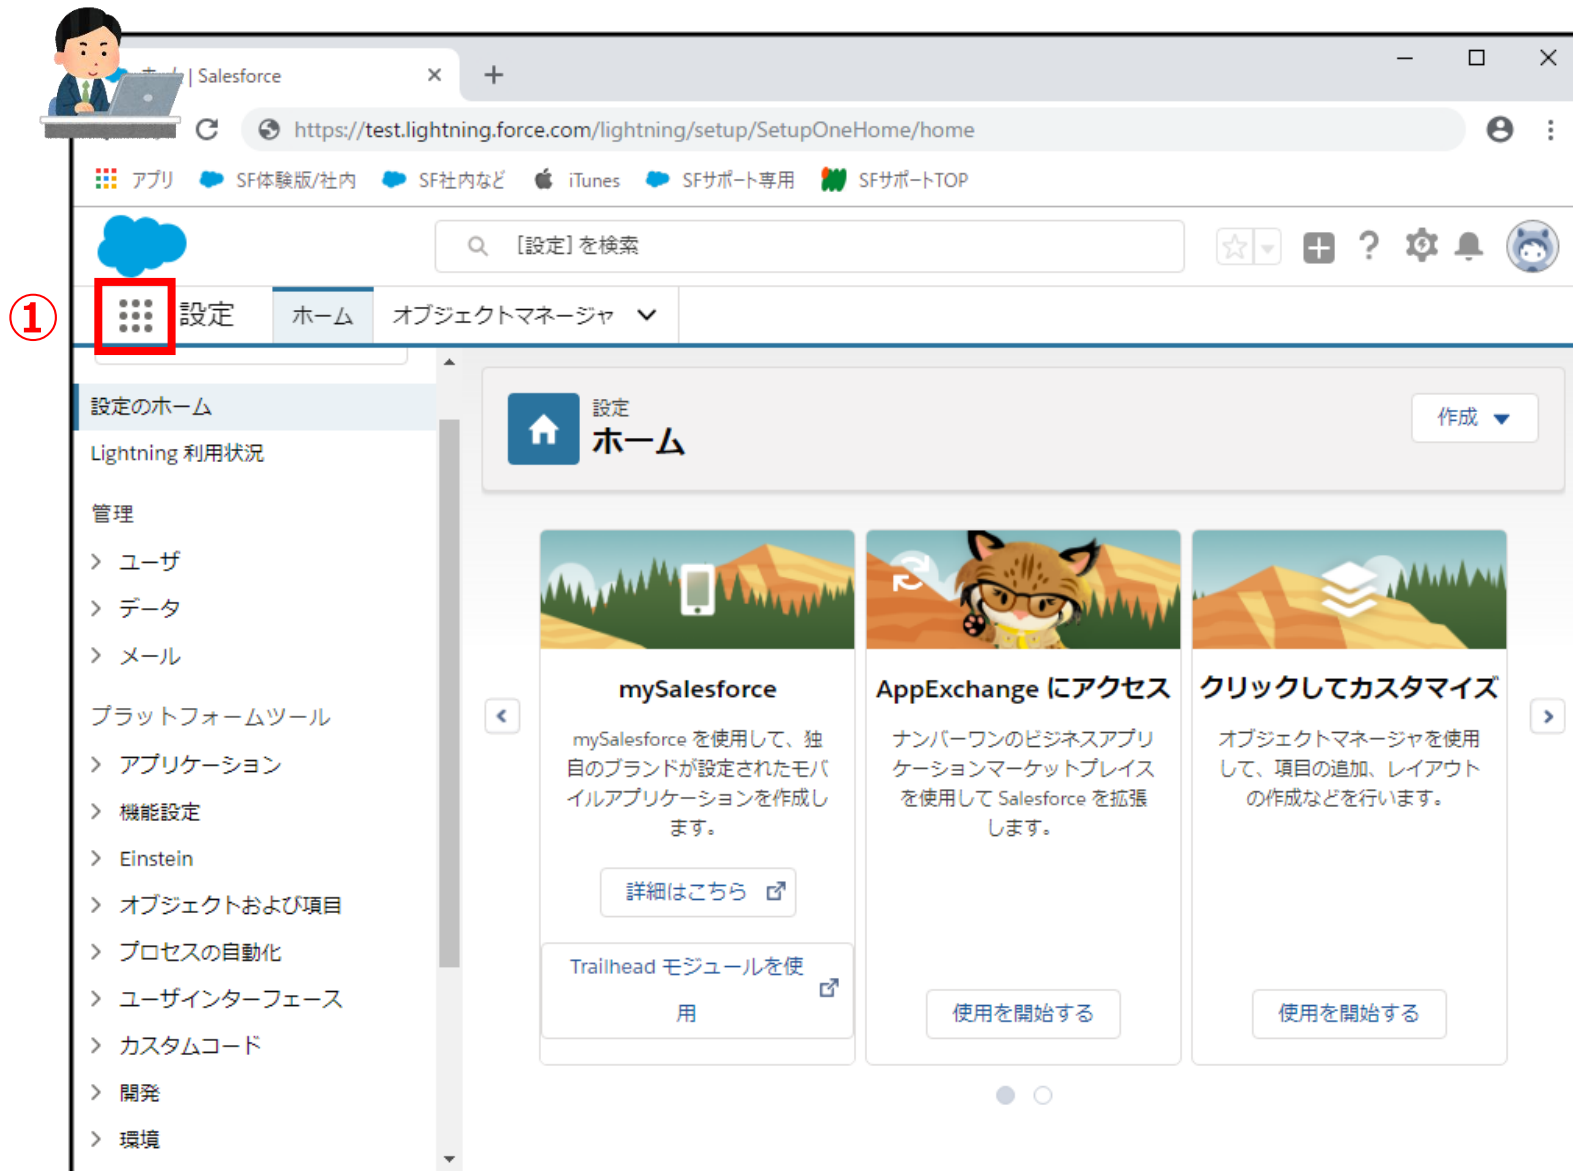 | Salesforce
https://test.lightning.force.com/lightning/setup/SetupOneHome/home
アプリ SF体験版/社内 SF社内など iTunes SFサポート専用 SFサポートTOP
[設定] を検索
①
設定 ホーム オブジェクトマネージャ
設定のホーム
Lightning 利用状況
管理
ユーザ
データ
メール
プラットフォームツール
アプリケーション
機能設定
Einstein
オブジェクトおよび項目
プロセスの自動化
ユーザインターフェース
カスタムコード
開発
環境
設定
ホーム
作成
mySalesforce
mySalesforce を使用して、独
自のブランドが設定されたモバ
イルアプリケーションを作成し
ます。
詳細はこちら
Trailhead モジュールを使
用
AppExchange にアクセス
ナンバーワンのビジネスアプリ
ケーションマーケットプレイス
を使用して Salesforce を拡張
します。
使用を開始する
クリックしてカスタマイズ
オブジェクトマネージャを使用
して、項目の追加、レイアウト
の作成などを行います。
使用を開始する